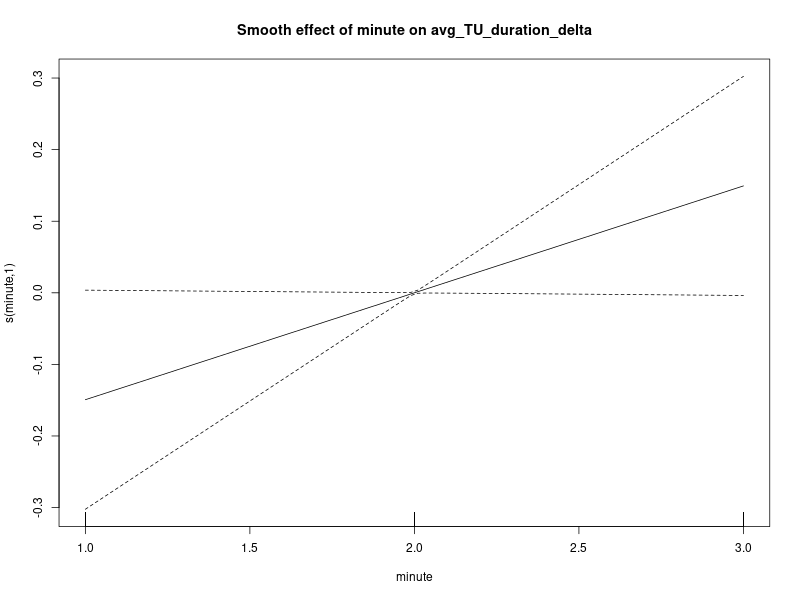 Smooth effect of minute on avg_TU_duration_delta
0.3
0.2
0.1
0.0
-0.1
-0.2
-0.3
s(minute,1)
1.0 1.5 2.0 2.5 3.0
minute